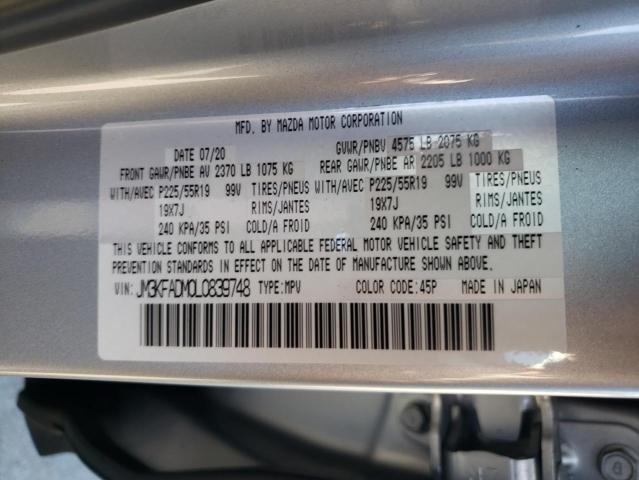 MFD. BY MAZDA MOTOR CORPORATION
DATE 07/20 GVWR/PNBV 4575 LB 2075 KG
FRONT GAWR/PNBE AV 2370 LB 1075 KG REAR GAWR/PNBE AR 2205 LB 1000 KG
WITH/AVEC P225/55R19 99V TIRES/PNEUS WITH/AVEC P225/55R19 99V TIRES/PNEUS
19X7J RIMS/JANTES 19X7J RIMS/JANTES
240 KPA/35 PSI COLD/A FROID 240 KPA/35 PSI COLD/A FROID
THIS VEHICLE CONFORMS TO ALL APPLICABLE FEDERAL MOTOR VEHICLE SAFETY AND THEFT
PREVENTION STANDARDS IN EFFECT ON THE DATE OF MANUFACTURE SHOWN ABOVE.
VIN: JM3KFADM0L0839748 TYPE:MPV COLOR CODE:45P MADE IN JAPAN